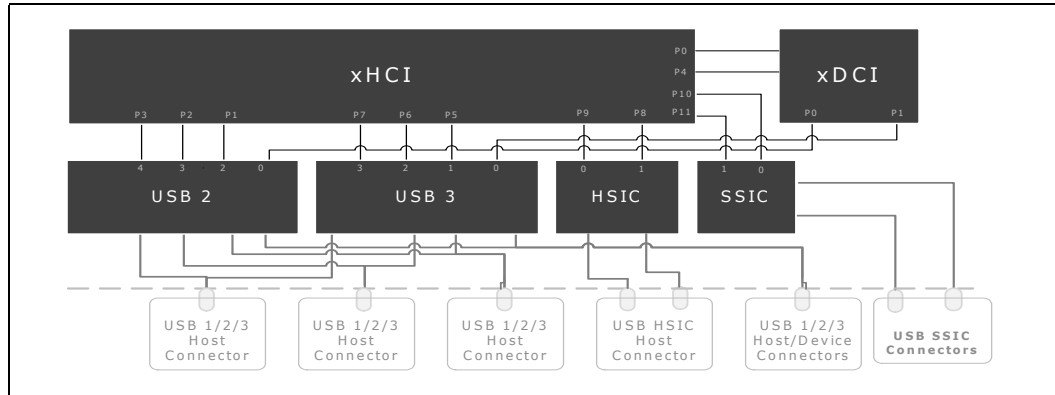 P0
xHCI
xDCI
P4
P10
P3 P2 P1 P7 P6 P5 P9 P8 P11 P0 P1
4 3 2 0 3 2 1 0 0 1 1 0
USB 2 USB 3 HSIC SSIC
USB 1/2/3
Host
Connector
USB 1/2/3
Host
Connector
USB 1/2/3
Host
Connector
USB HSIC
Host
Connector
USB 1/2/3
Host/Device
Connectors
USB SSIC
Connectors